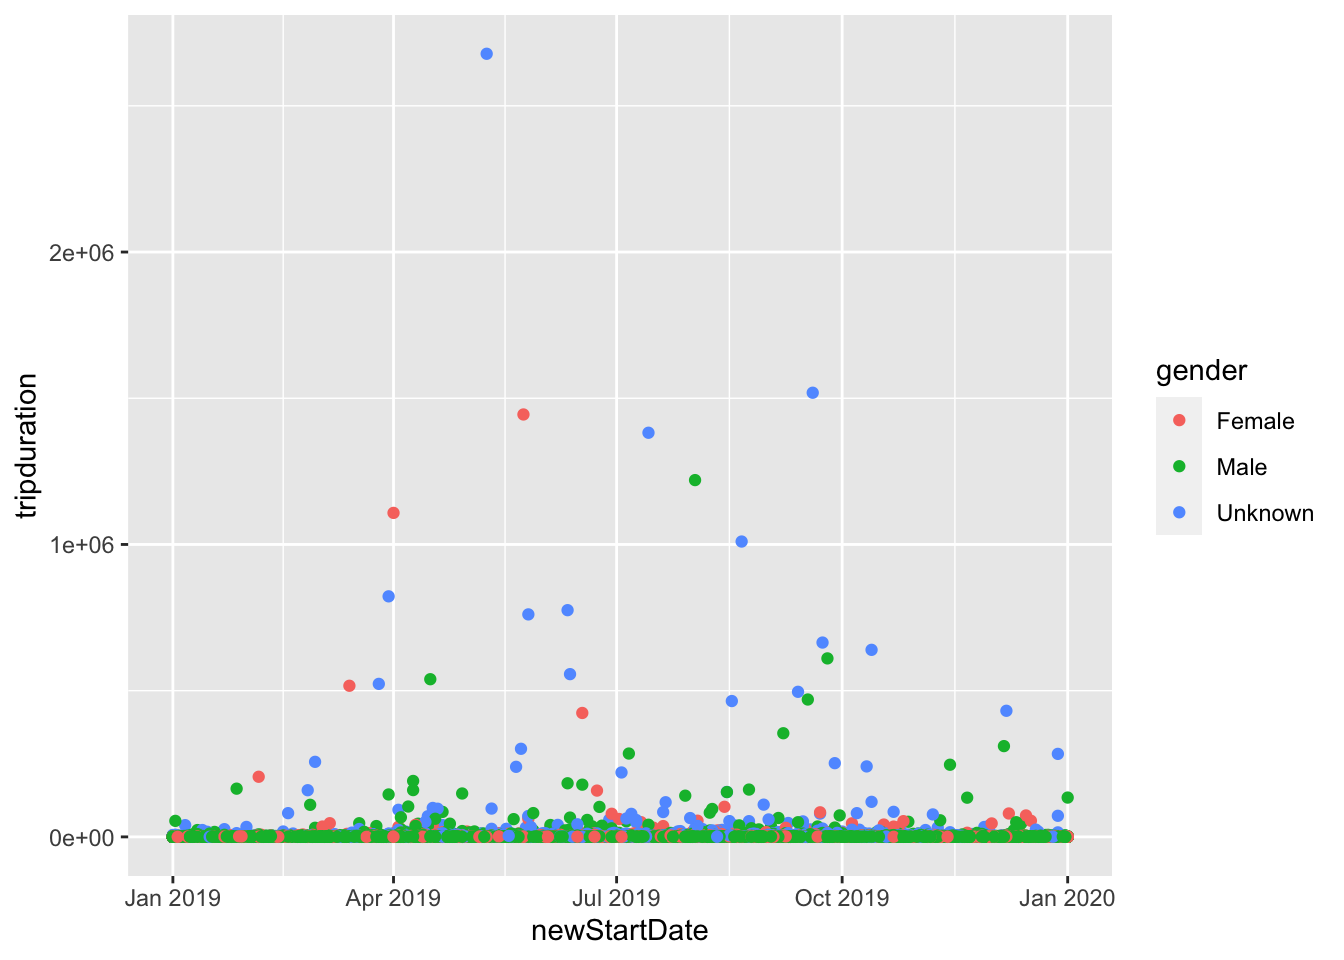 2e+06
1e+06
0e+00
tripduration
Jan 2019
Apr 2019
Jul 2019
Oct 2019
Jan 2020
newStartDate
gender
Female
Male
Unknown